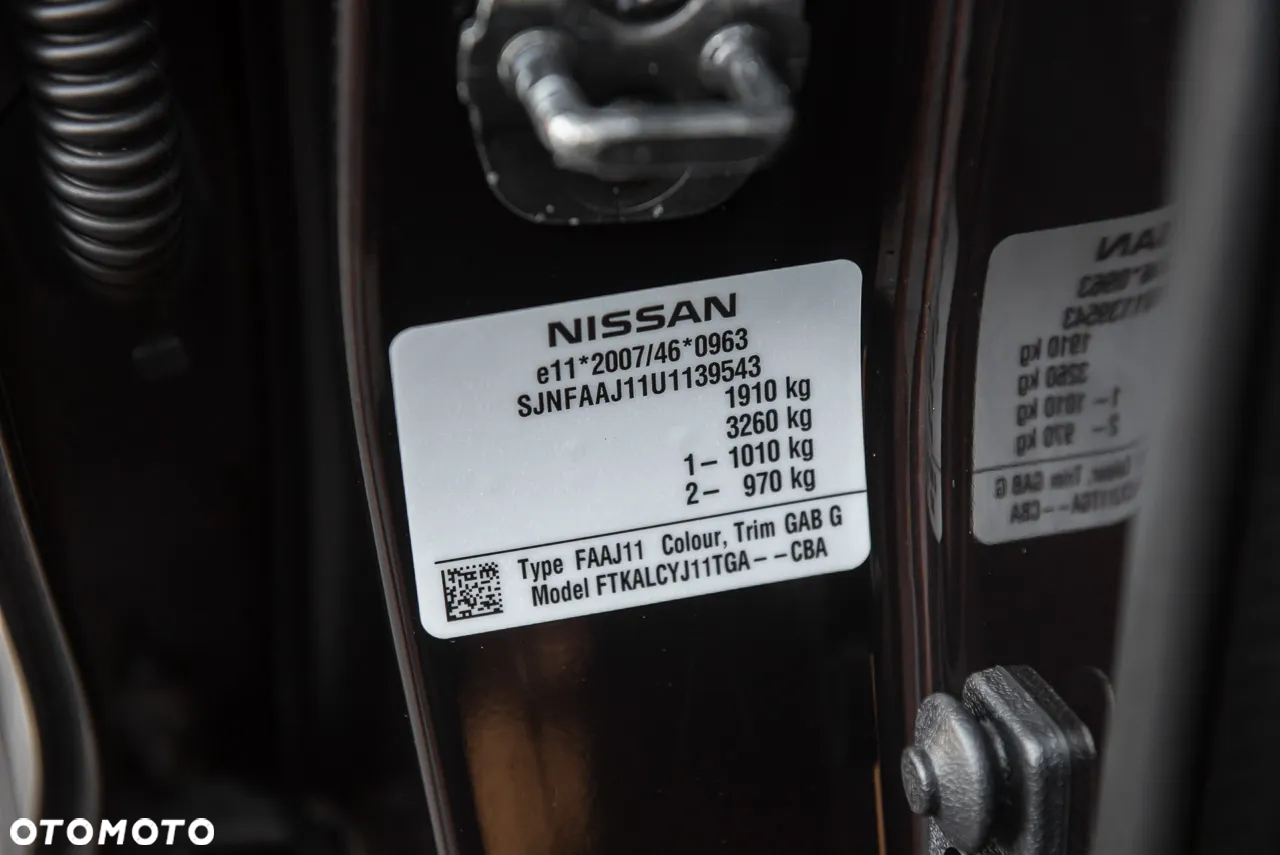 NISSAN
e11*2007/46*0963
SJNFAAJ11U1139543
1910 kg
3260 kg
1– 1010 kg
2– 970 kg
Type FAAJ11 Colour, Trim GAB G
Model FTKALCYJ11TGA––CBA
OTOMOTO